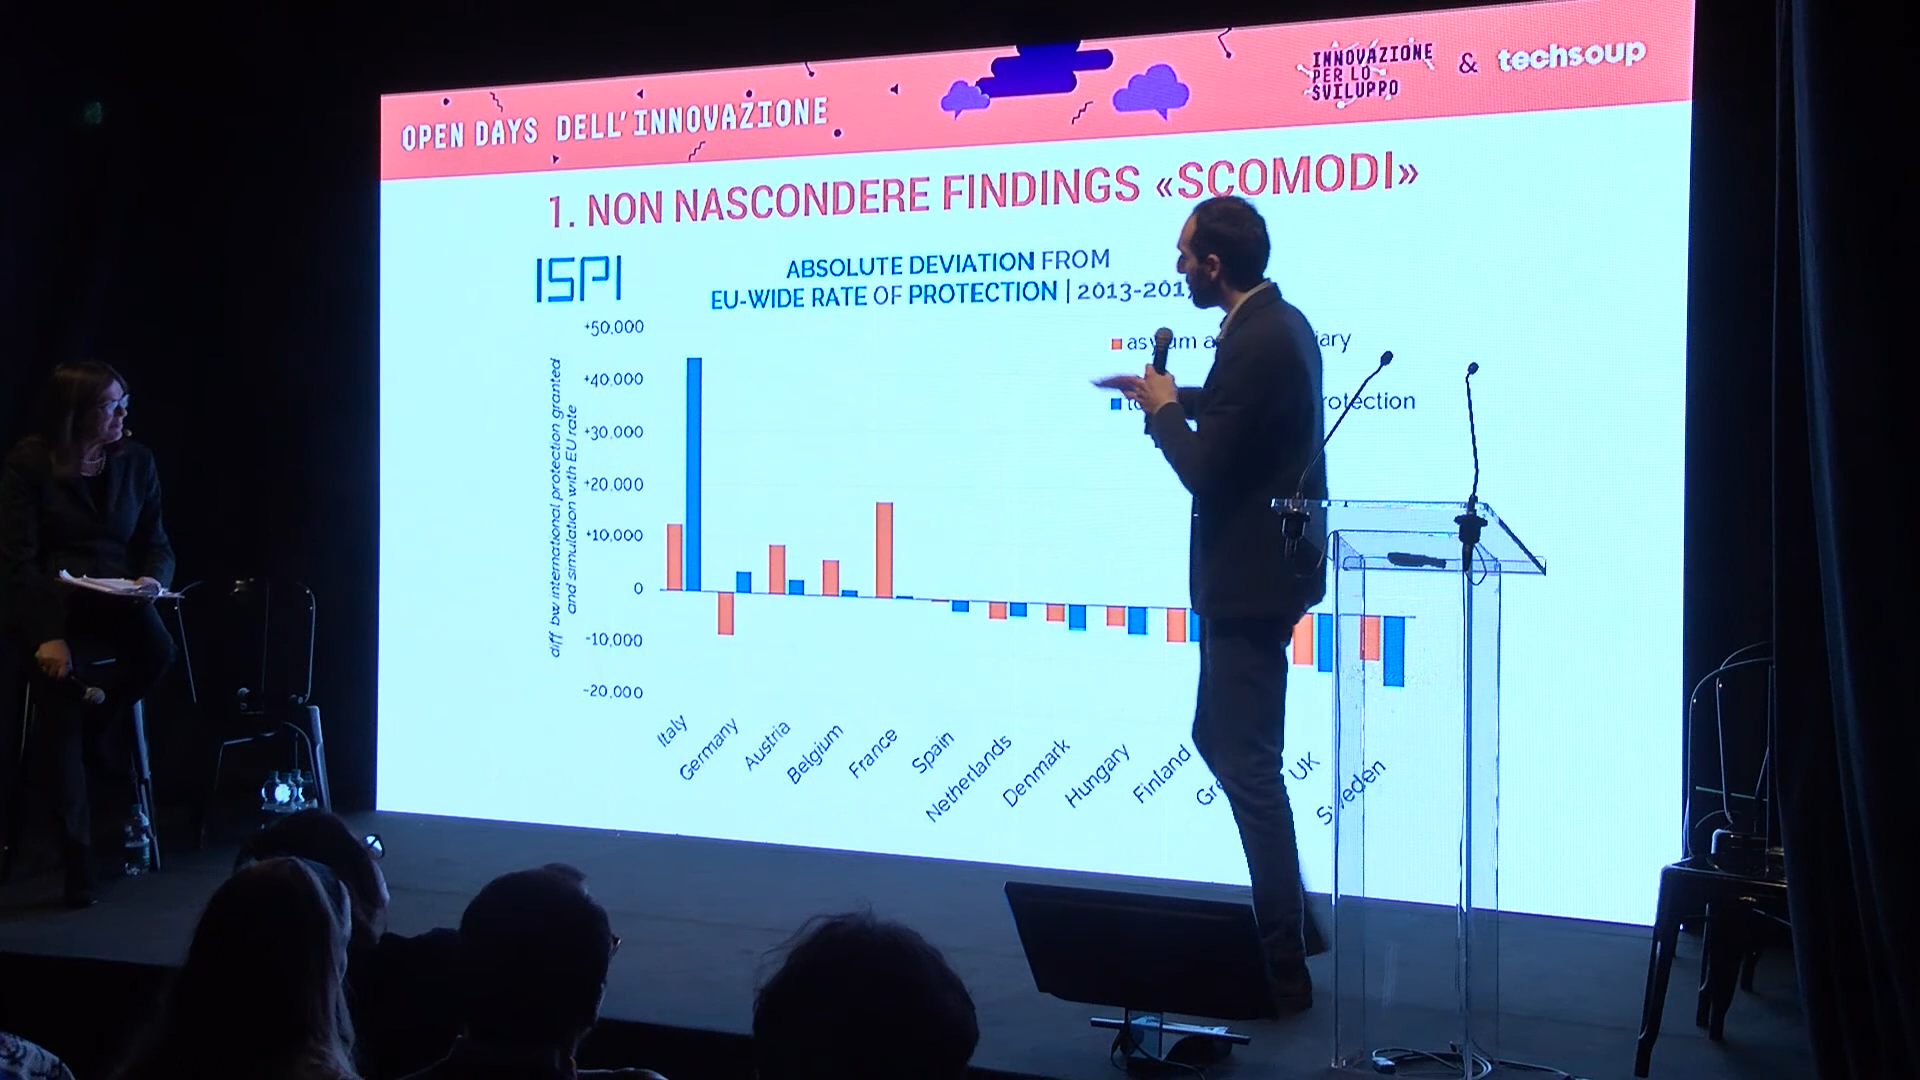 OPEN DAYS DELL'INNOVAZIONE
INNOVAZIONE
PER LO
SVILUPPO
& techsoup
1. NON NASCONDERE FINDINGS «SCOMODI»
ISPI
ABSOLUTE DEVIATION FROM
EU-WIDE RATE OF PROTECTION | 2013-201
diff bw international protection granted
and simulation with EU rate
+50,000
+40,000
+30,000
+20,000
+10,000
0
-10,000
-20,000
Italy
Germany
Austria
Belgium
France
Spain
Netherlands
Denmark
Hungary
Finland
UK
Sweden